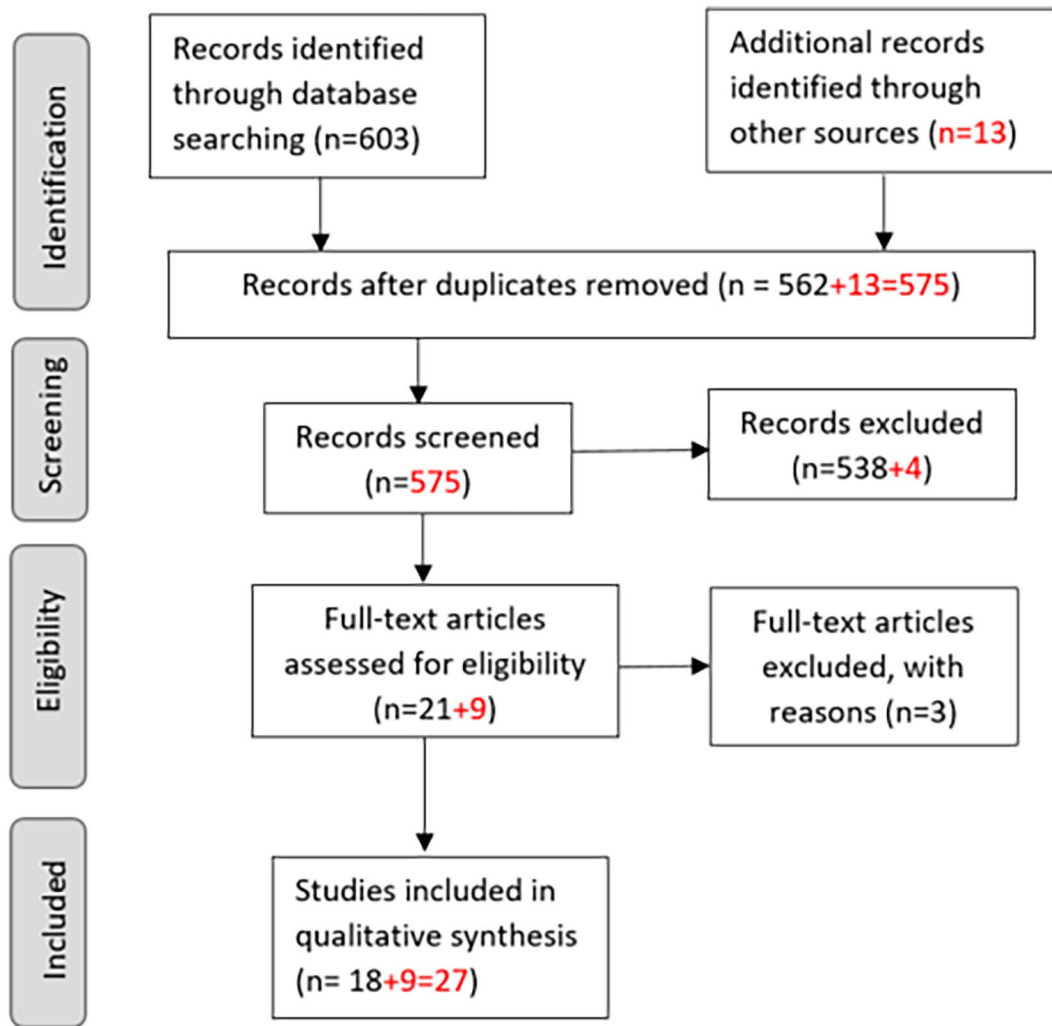 Identification
Records identified
through database
searching (n=603)
Additional records
identified through
other sources (n=13)
Records after duplicates removed (n = 562+13=575)
Screening
Records screened
(n=575)
Records excluded
(n=538+4)
Eligibility
Full-text articles
assessed for eligibility
(n=21+9)
Full-text articles
excluded, with
reasons (n=3)
Included
Studies included in
qualitative synthesis
(n= 18+9=27)